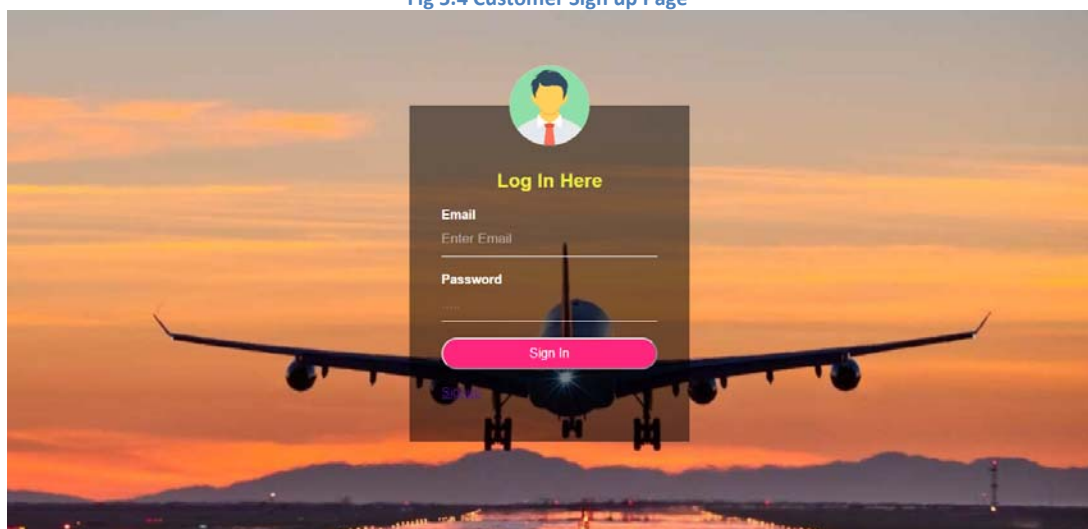 Fig 5.4 Customer Sign up Page
Log In Here
Email
Enter Email
Password
.....
Sign In